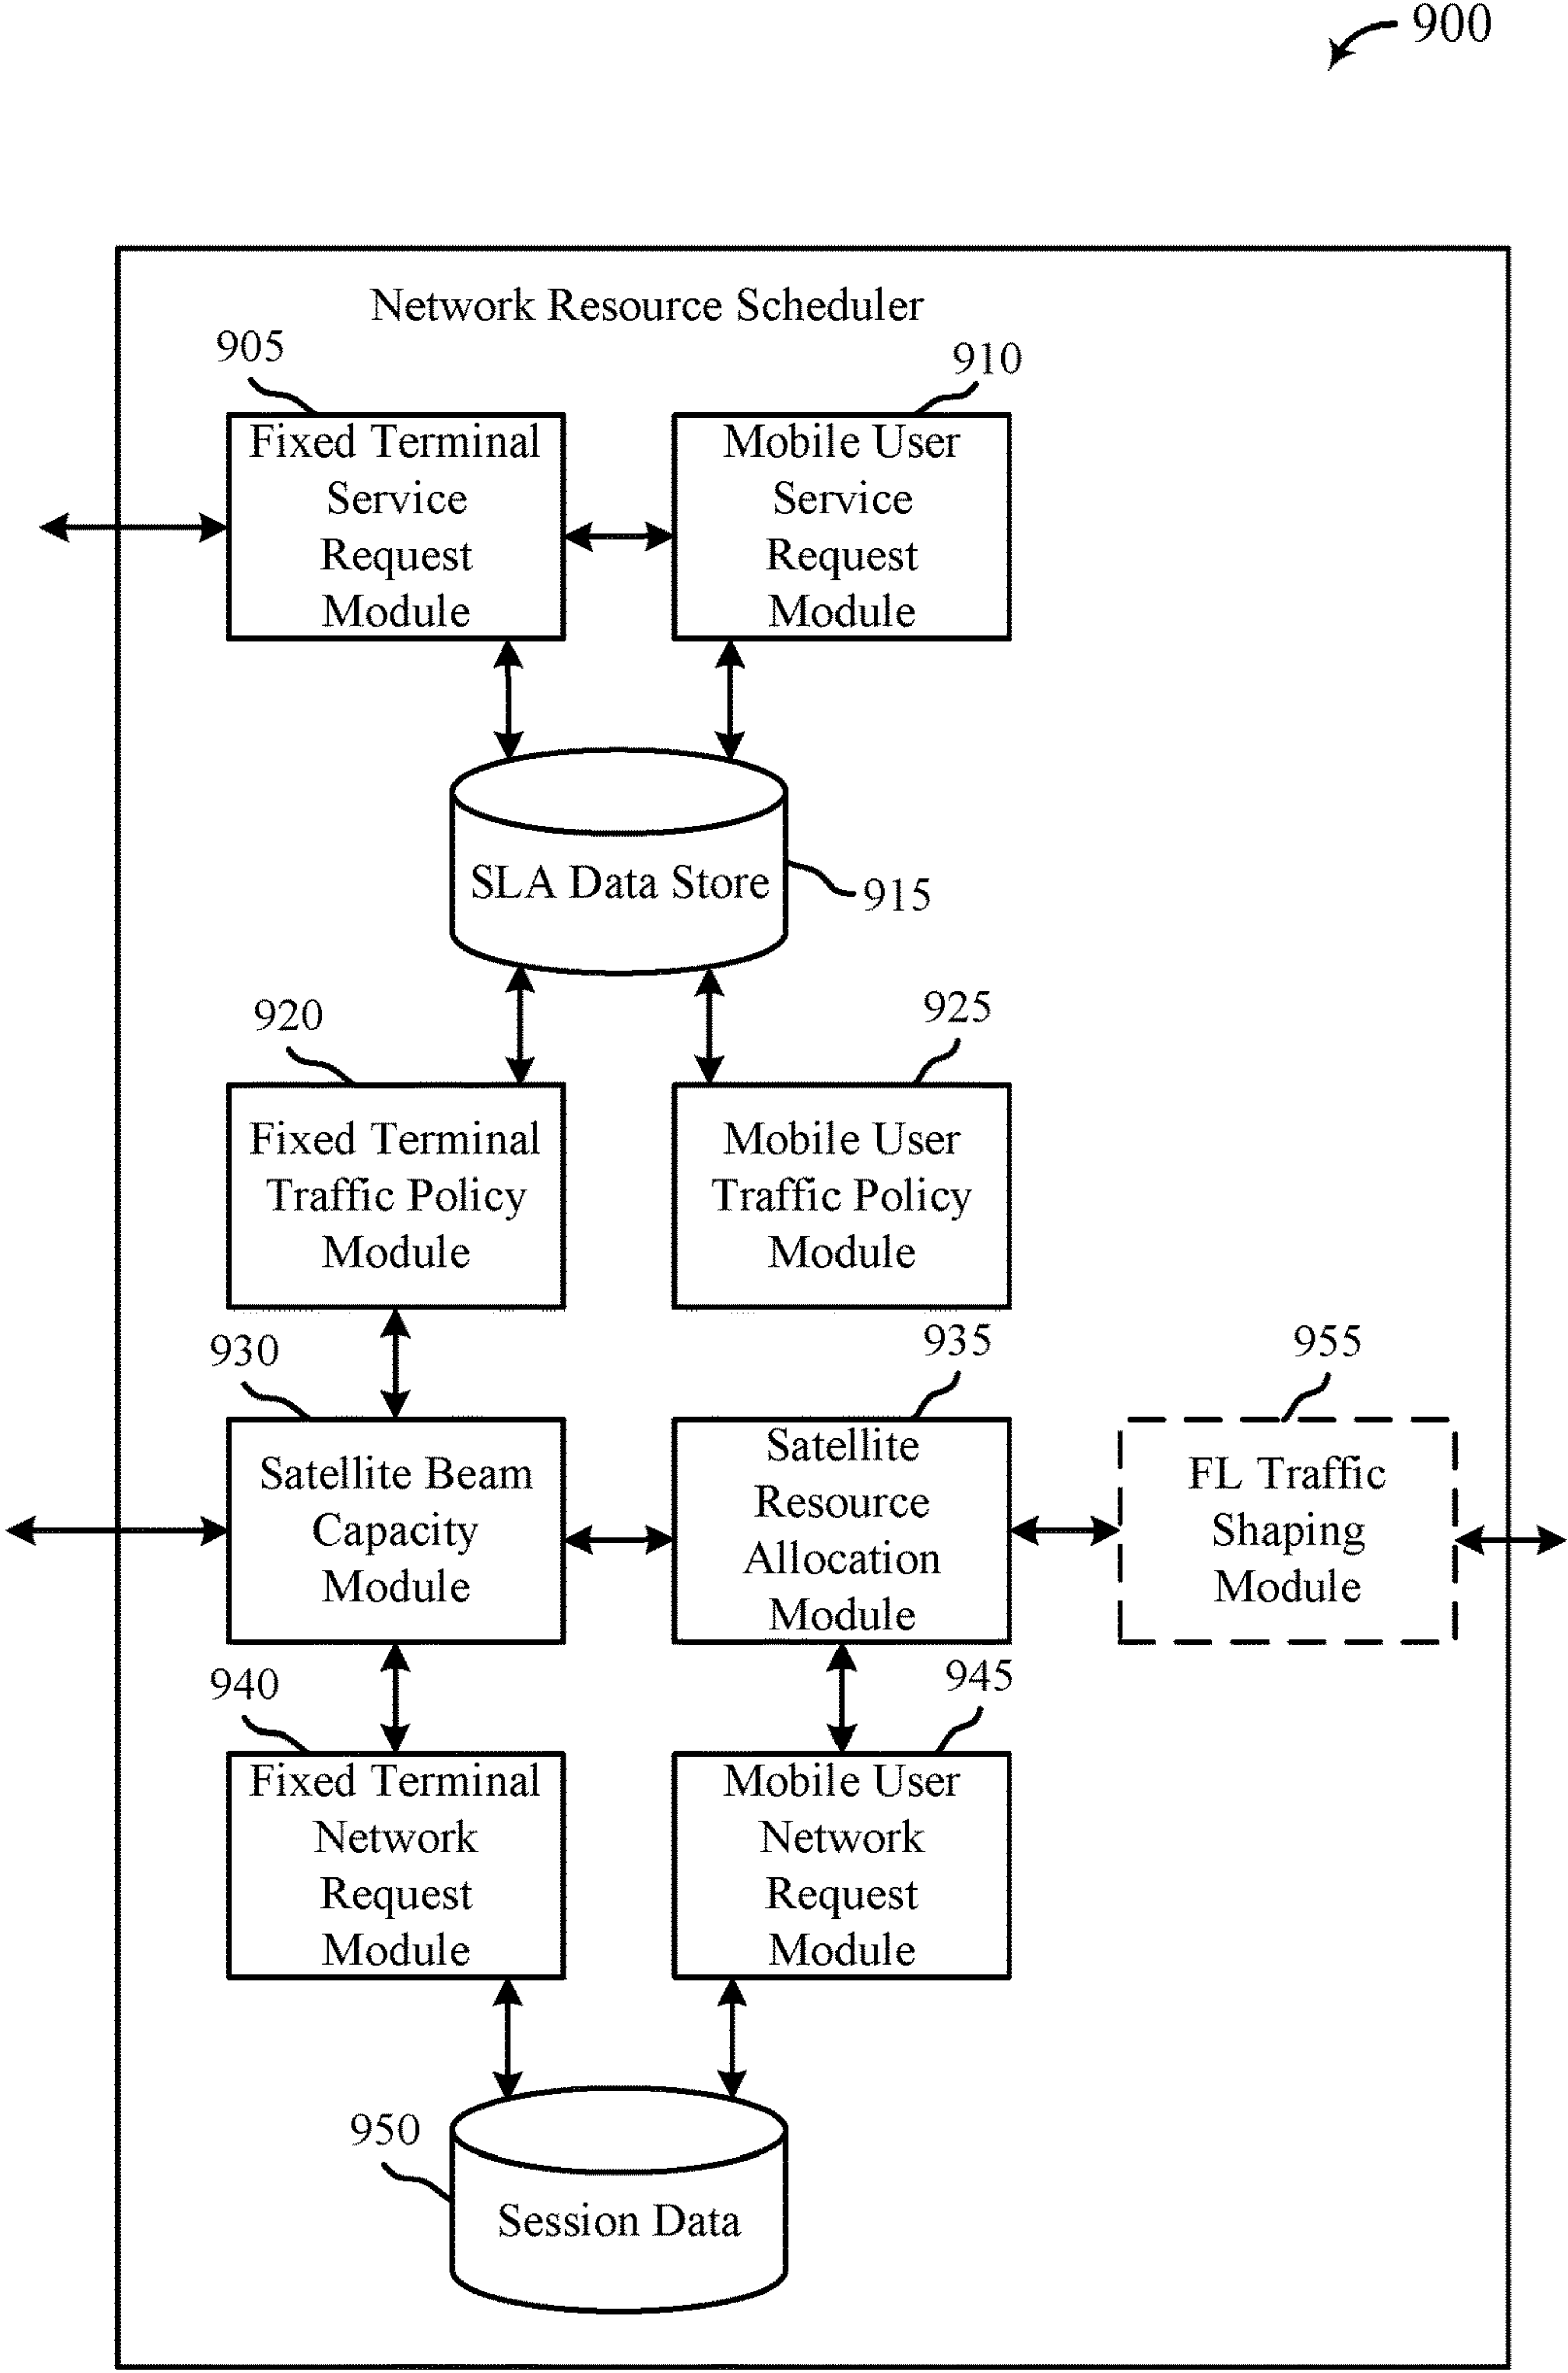 900
Network Resource Scheduler
905
910
Fixed Terminal
Service
Request
Module
Mobile User
Service
Request
Module
SLA Data Store
915
920
925
Fixed Terminal
Traffic Policy
Module
Mobile User
Traffic Policy
Module
930
935
955
Satellite Beam
Capacity
Module
Satellite
Resource
Allocation
Module
FL Traffic
Shaping
Module
940
945
Fixed Terminal
Network
Request
Module
Mobile User
Network
Request
Module
950
Session Data